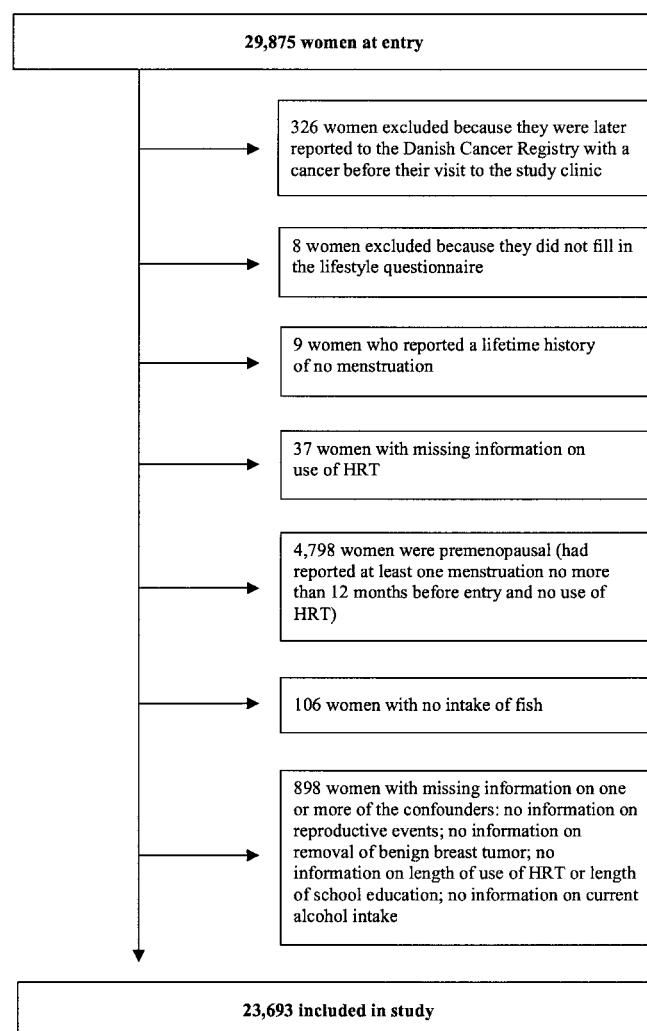 29,875 women at entry
326 women excluded because they were later
reported to the Danish Cancer Registry with a
cancer before their visit to the study clinic
8 women excluded because they did not fill in
the lifestyle questionnaire
9 women who reported a lifetime history
of no menstruation
37 women with missing information on
use of HRT
4,798 women were premenopausal (had
reported at least one menstruation no more
than 12 months before entry and no use of
HRT)
106 women with no intake of fish
898 women with missing information on one
or more of the confounders: no information on
reproductive events; no information on
removal of benign breast tumor; no
information on length of use of HRT or length
of school education; no information on current
alcohol intake
23,693 included in study